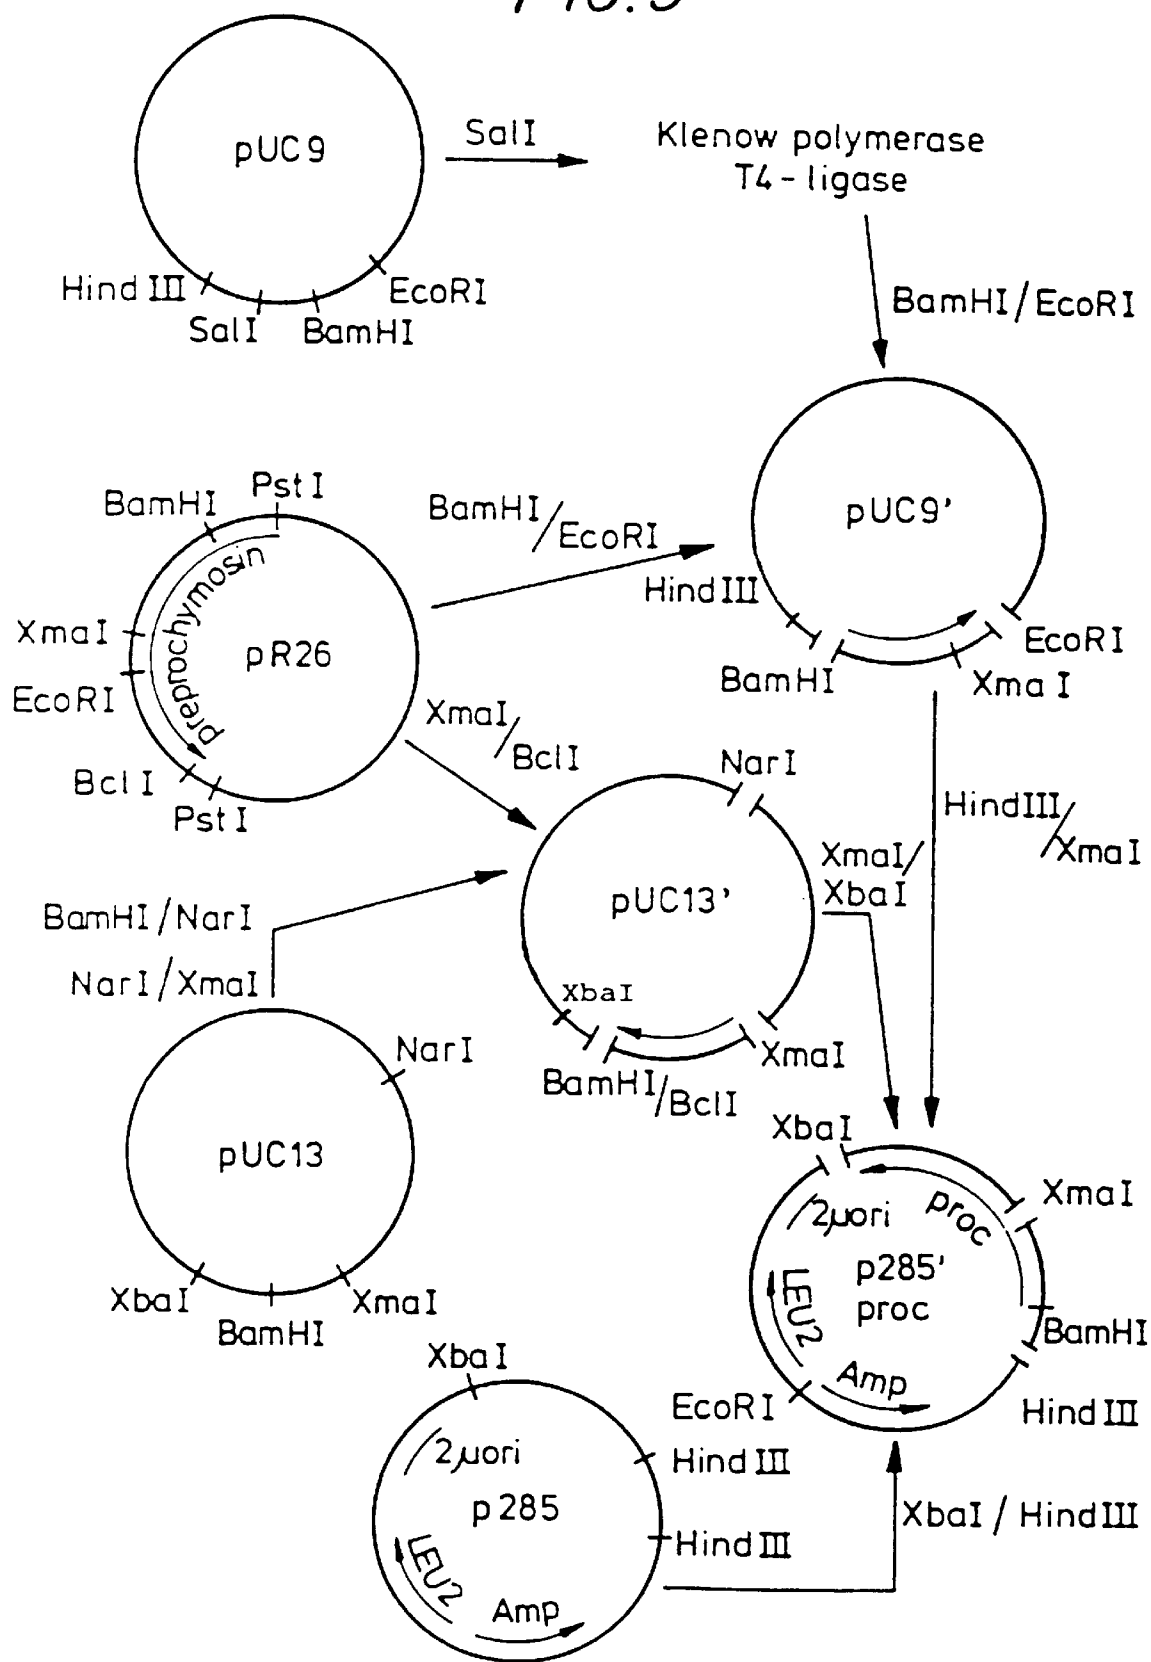 FIG. 5
pUC9
SalI
Klenow polymerase
T4-ligase
Hind III
SalI
BamHI
EcoRI
BamHI/EcoRI
BamHI
PstI
BamHI/EcoRI
pUC9'
preprochymosin
HindIII
XmaI
pR26
EcoRI
EcoRI
BamHI
XmaI
XmaI/BclI
BclI
PstI
NarI
HindIII/XmaI
XmaI/XbaI
BamHI/NarI
pUC13'
NarI/XmaI
XbaI
NarI
XmaI
BamHI/BclI
XbaI
pUC13
XmaI
2µori
proc
p285'
proc
LEU2
XbaI
XmaI
BamHI
BamHI
XbaI
Amp
EcoRI
Hind III
2µori
Hind III
p285
XbaI / HindIII
Hind III
LEU2
Amp